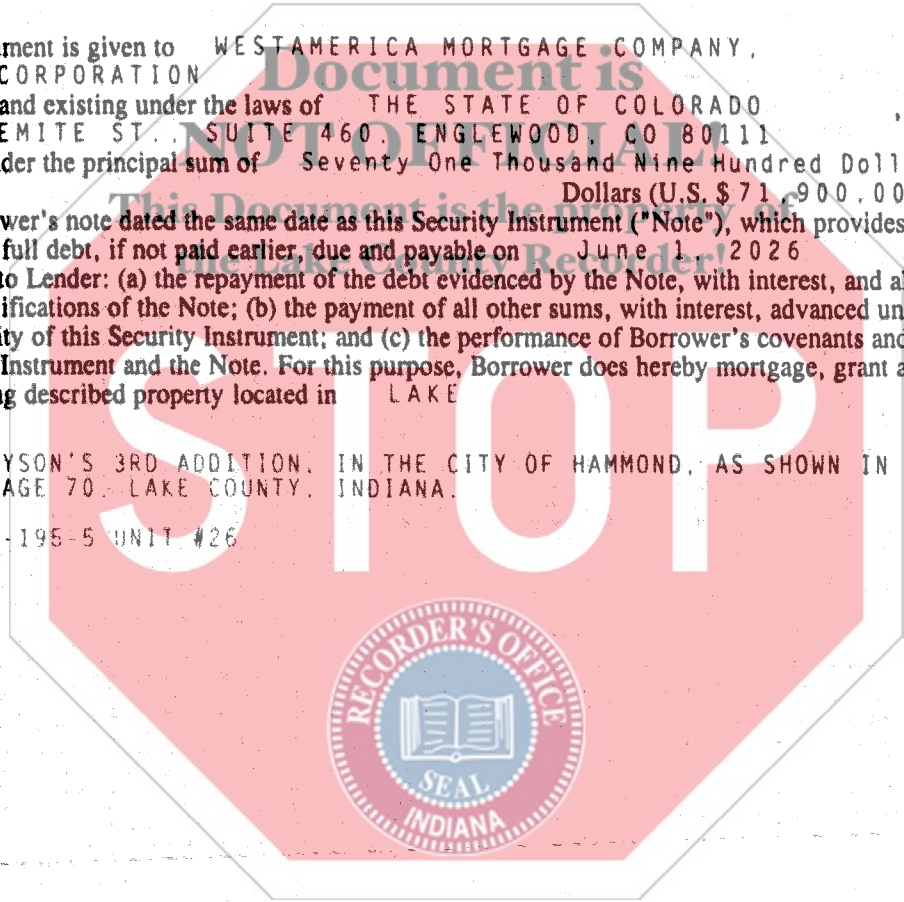 ment is given to WESTAMERICA MORTGAGE COMPANY,
CORPORATION
and existing under the laws of THE STATE OF COLORADO ,
EMITE ST., SUITE 460, ENGLEWOOD, CO 80111
der the principal sum of Seventy One Thousand Nine Hundred Doll
Dollars (U.S. $ 71,900.00
wer's note dated the same date as this Security Instrument ("Note"), which provides
full debt, if not paid earlier, due and payable on June 1, 2026
to Lender: (a) the repayment of the debt evidenced by the Note, with interest, and al
ifications of the Note; (b) the payment of all other sums, with interest, advanced un
ty of this Security Instrument; and (c) the performance of Borrower's covenants and
Instrument and the Note. For this purpose, Borrower does hereby mortgage, grant a
g described property located in LAKE
YSON'S 3RD ADDITION, IN THE CITY OF HAMMOND, AS SHOWN IN
AGE 70, LAKE COUNTY, INDIANA.
-195-5 UNIT #26
Document is
NOT OFFICIAL!
This Document is the property of
the Lake County Recorder!
STOP
RECORDER'S OFFICE
SEAL
INDIANA